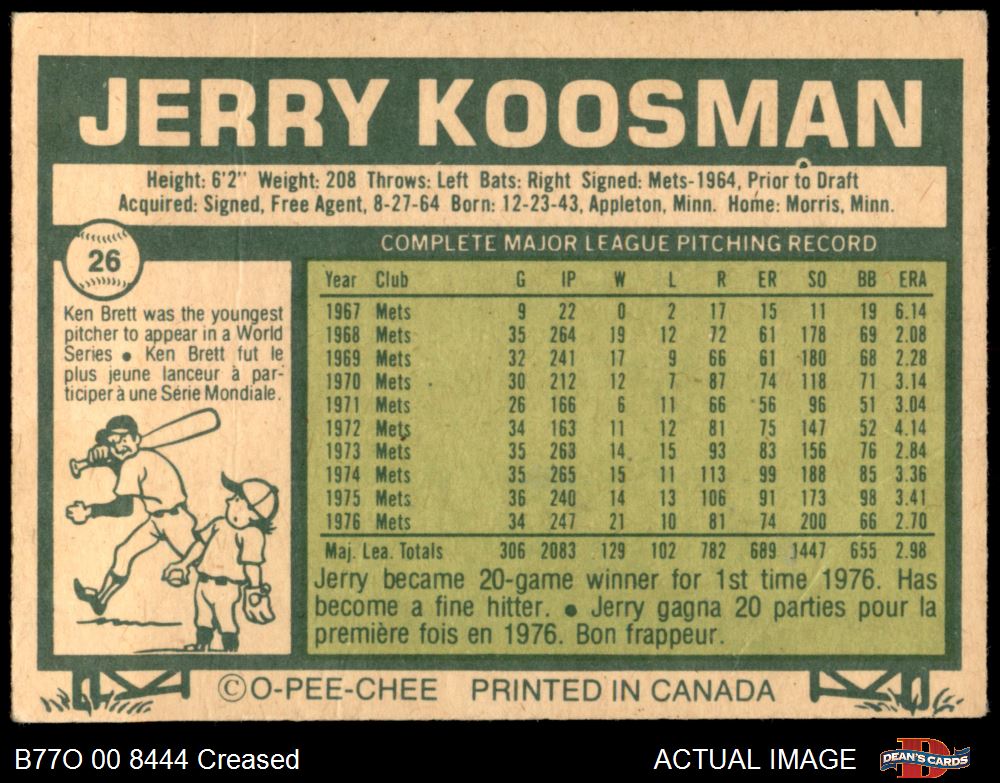 JERRY KOOSMAN
Height: 6'2" Weight: 208 Throws: Left Bats: Right Signed: Mets-1964, Prior to Draft
Acquired: Signed, Free Agent, 8-27-64 Born: 12-23-43, Appleton, Minn. Home: Morris, Minn.
26
COMPLETE MAJOR LEAGUE PITCHING RECORD
Ken Brett was the youngest
pitcher to appear in a World
Series ● Ken Brett fut le
plus jeune lanceur à par-
ticiper à une Série Mondiale.
Year Club G IP W L R ER SO BB ERA
1967 Mets 9 22 0 2 17 15 11 19 6.14
1968 Mets 35 264 19 12 72 61 178 69 2.08
1969 Mets 32 241 17 9 66 61 180 68 2.28
1970 Mets 30 212 12 7 87 74 118 71 3.14
1971 Mets 26 166 6 11 66 56 96 51 3.04
1972 Mets 34 163 11 12 81 75 147 52 4.14
1973 Mets 35 263 14 15 93 83 156 76 2.84
1974 Mets 35 265 15 11 113 99 188 85 3.36
1975 Mets 36 240 14 13 106 91 173 98 3.41
1976 Mets 34 247 21 10 81 74 200 66 2.70
Maj. Lea. Totals 306 2083 129 102 782 689 1447 655 2.98
Jerry became 20-game winner for 1st time 1976. Has
become a fine hitter. ● Jerry gagna 20 parties pour la
première fois en 1976. Bon frappeur.
©O-PEE-CHEE PRINTED IN CANADA
B77O 00 8444 Creased
ACTUAL IMAGE
DEAN'S CARDS